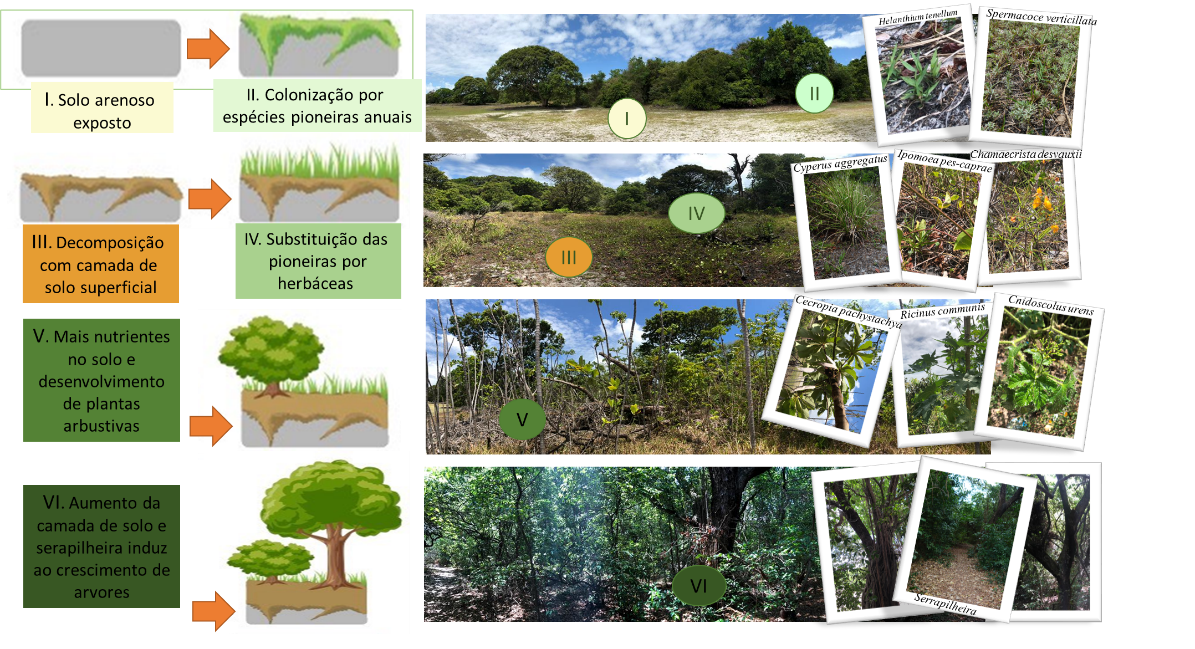 I. Solo arenoso
exposto
II. Colonização por
espécies pioneiras anuais
I
II
Helanthium tenellum
Spermacoce verticillata
III. Decomposição
com camada de
solo superficial
IV. Substituição das
pioneiras por
herbáceas
III
IV
Cyperus aggregatus
Ipomoea pes-caprae
Chamaecrista desvauxii
V. Mais nutrientes
no solo e
desenvolvimento
de plantas
arbustivas
V
Cecropia pachystachya
Ricinus communis
Cnidoscolus urens
VI. Aumento da
camada de solo e
serapilheira induz
ao crescimento de
arvores
VI
Serrapilheira